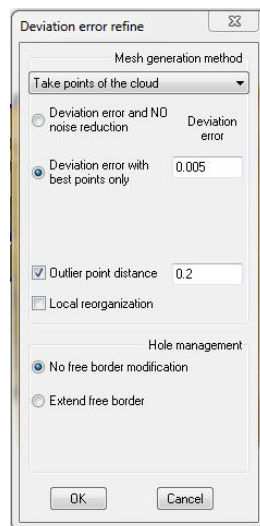 Deviation error refine
Mesh generation method
Take points of the cloud
Deviation error and NO
noise reduction
Deviation
error
Deviation error with
best points only
0.005
Outlier point distance
0.2
Local reorganization
Hole management
No free border modification
Extend free border
OK
Cancel